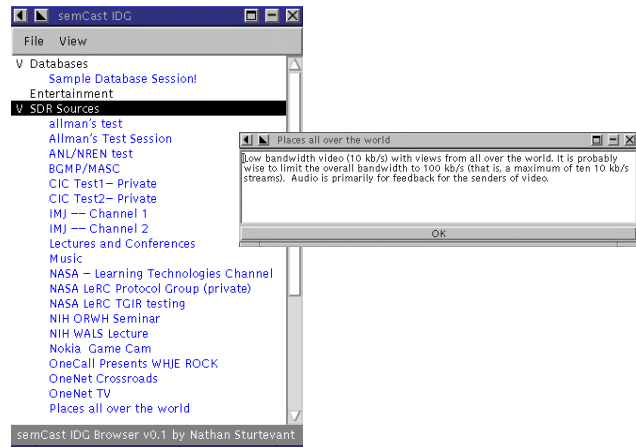 semCast IDG
File View
V Databases
Sample Database Session!
Entertainment
V SDR Sources
allman's test
Allman's Test Session
ANL/NREN test
BGMP/MASC
CIC Test1– Private
CIC Test2– Private
IMJ –– Channel 1
IMJ –– Channel 2
Lectures and Conferences
Music
NASA – Learning Technologies Channel
NASA LeRC Protocol Group (private)
NASA LeRC TGIR testing
NIH ORWH Seminar
NIH WALS Lecture
Nokia Game Cam
OneCall Presents WHJE ROCK
OneNet Crossroads
OneNet TV
Places all over the world
semCast IDG Browser v0.1 by Nathan Sturtevant
Places all over the world
Low bandwidth video (10 kb/s) with views from all over the world. It is probably
wise to limit the overall bandwidth to 100 kb/s (that is, a maximum of ten 10 kb/s
streams). Audio is primarily for feedback for the senders of video.
OK